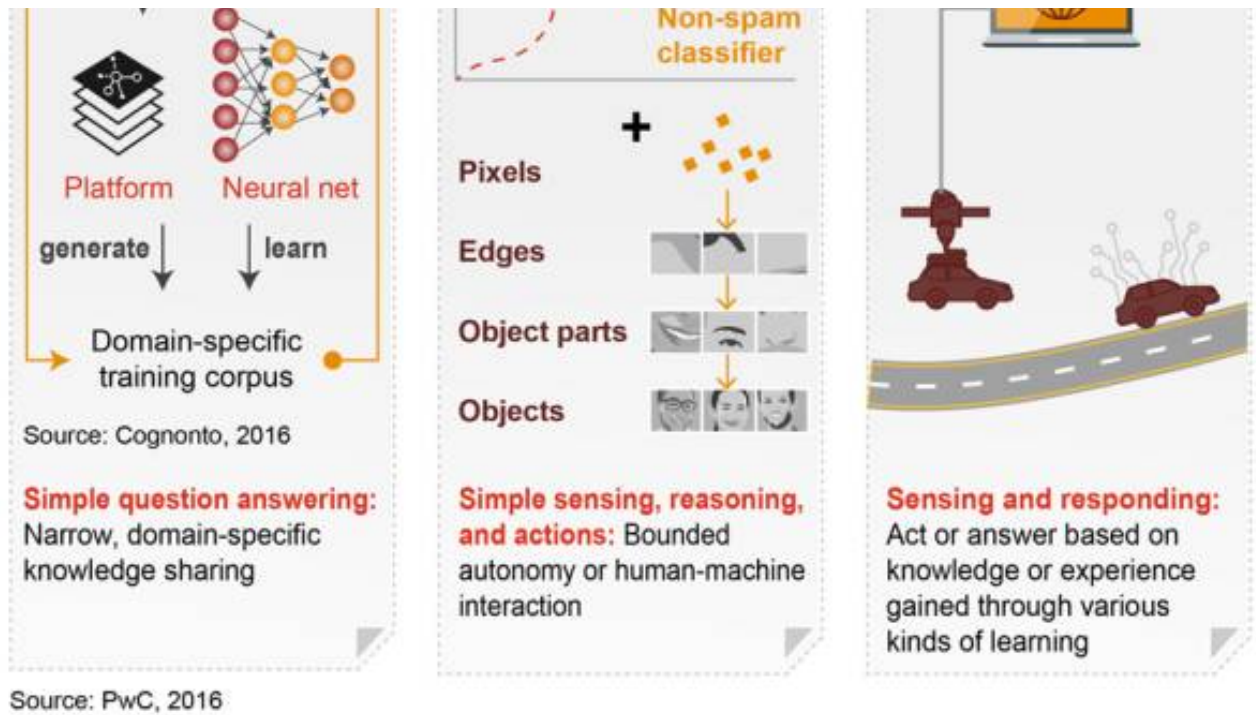 Platform
Neural net
generate
learn
Domain-specific
training corpus
Source: Cognonto, 2016
Simple question answering:
Narrow, domain-specific
knowledge sharing
Non-spam
classifier
+
Pixels
Edges
Object parts
Objects
Simple sensing, reasoning,
and actions: Bounded
autonomy or human-machine
interaction
Sensing and responding:
Act or answer based on
knowledge or experience
gained through various
kinds of learning
Source: PwC, 2016